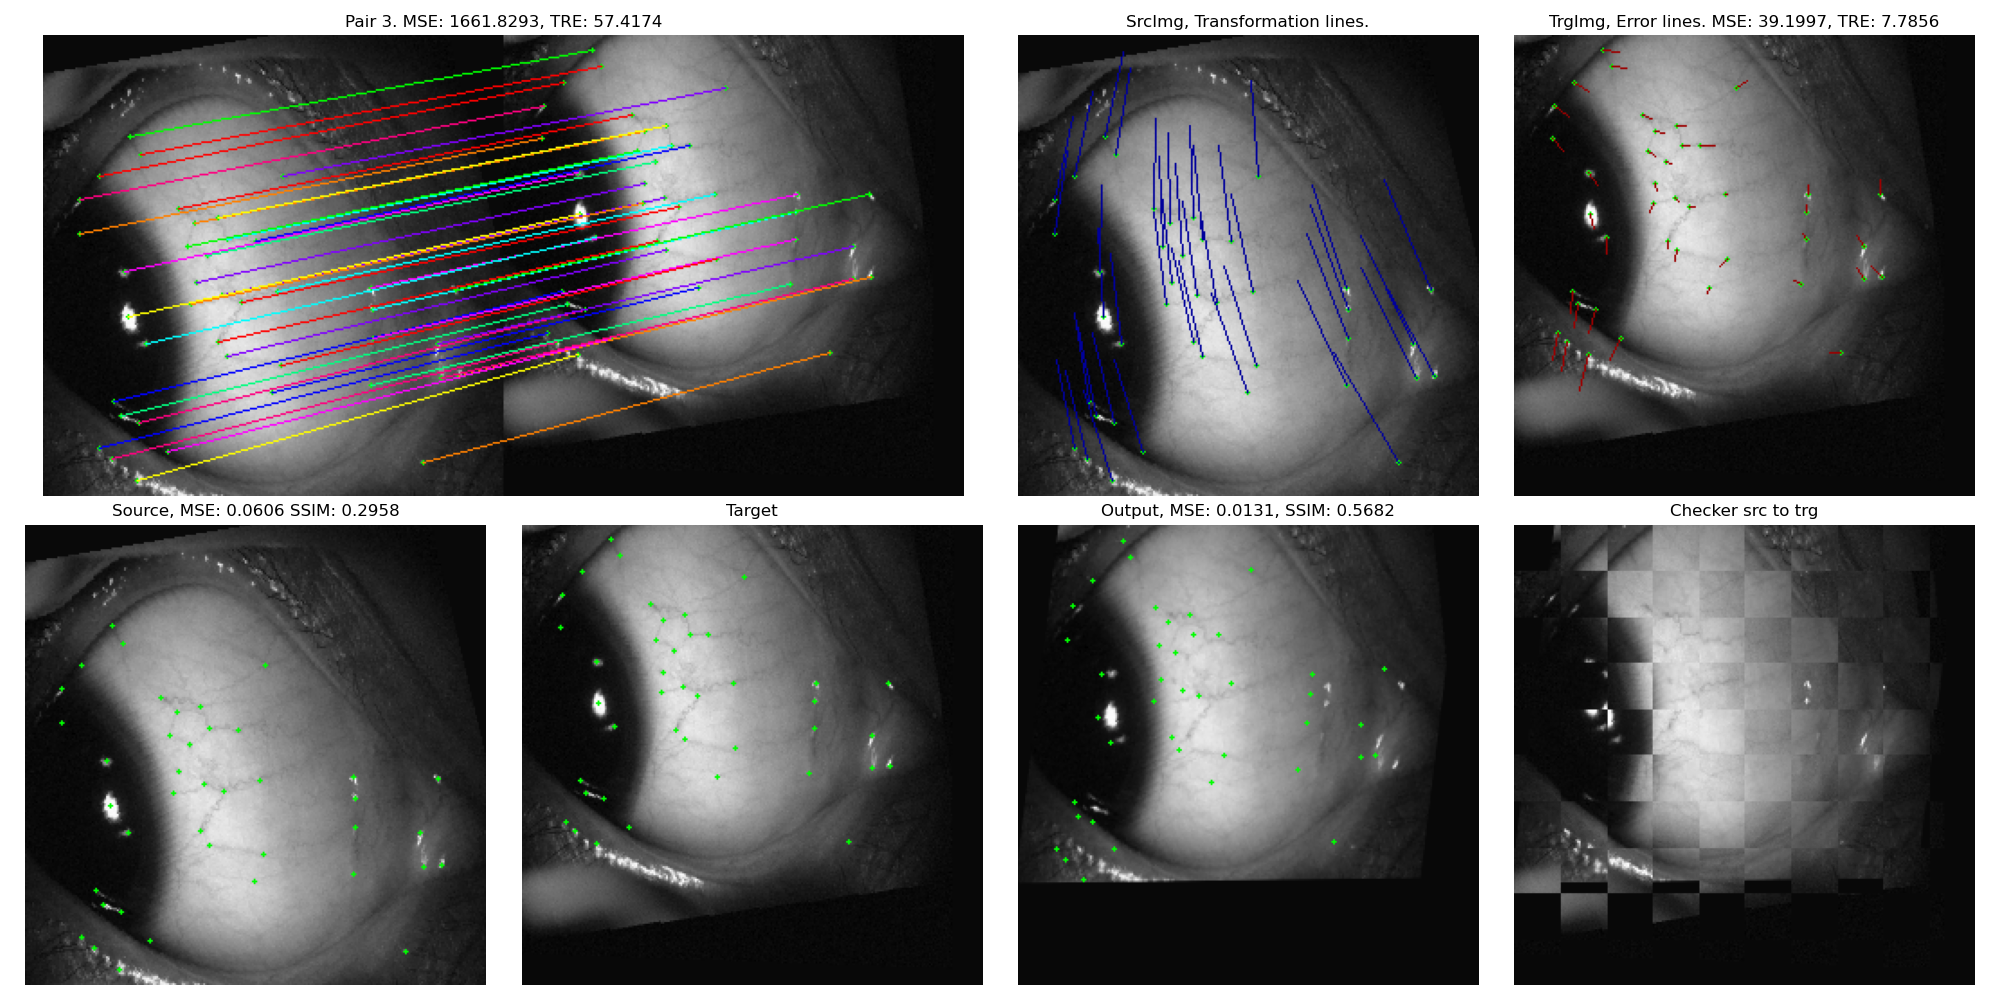 Pair 3. MSE: 1661.8293, TRE: 57.4174
SrcImg, Transformation lines.
TrgImg, Error lines. MSE: 39.1997, TRE: 7.7856
Source, MSE: 0.0606 SSIM: 0.2958
Target
Output, MSE: 0.0131, SSIM: 0.5682
Checker src to trg